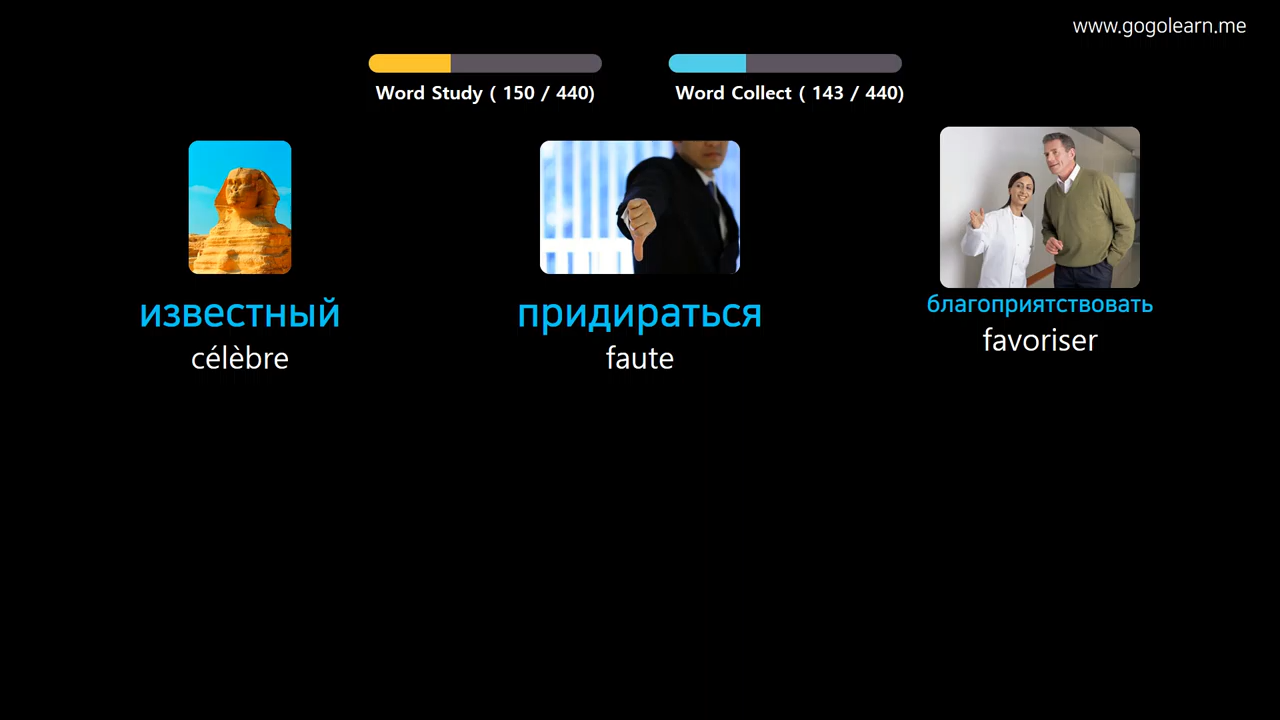 www.gogolearn.me
Word Study ( 150 / 440)
Word Collect ( 143 / 440)
известный
célèbre
придираться
faute
благоприятствовать
favoriser